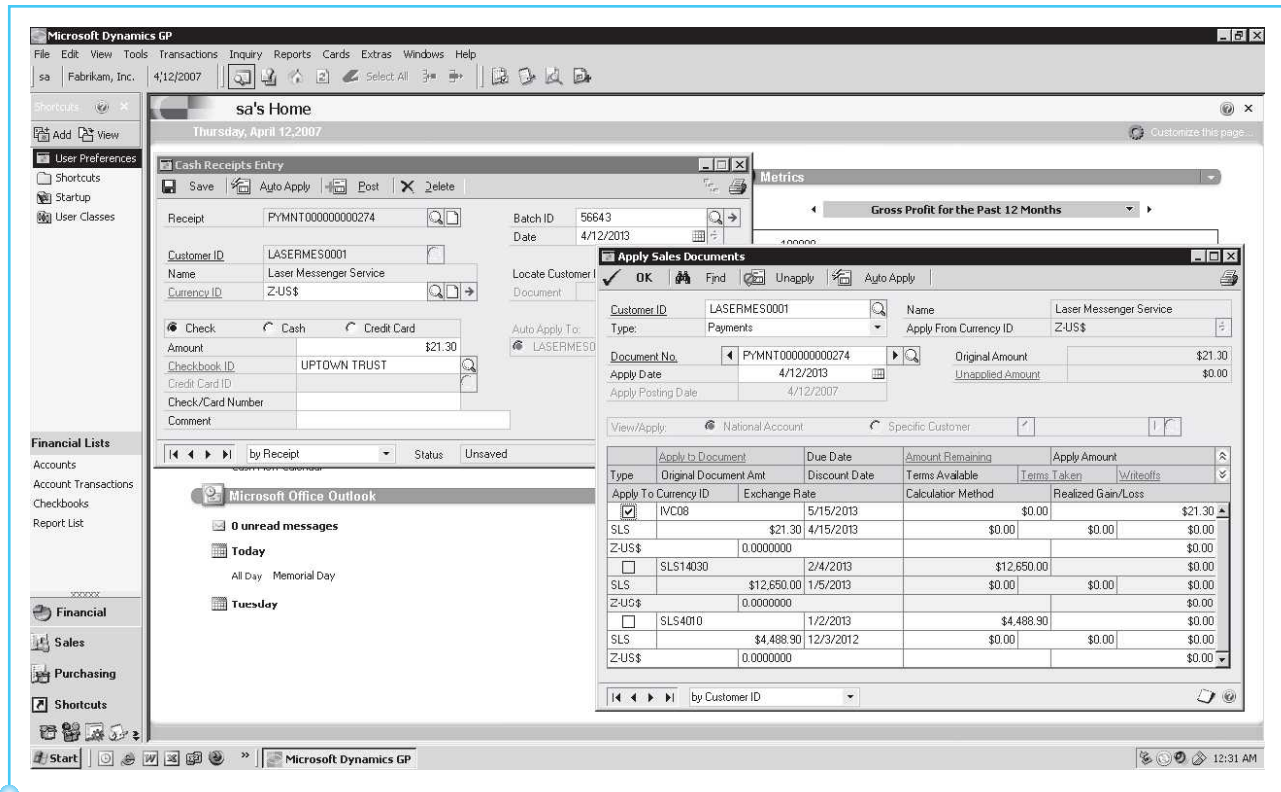 Microsoft Dynamics GP
File Edit View Tools Transactions Inquiry Reports Cards Extras Windows Help
sa Fabrikam, Inc. 4/12/2007 Select All
Shortcuts
sa's Home
Add View
Thursday, April 12,2007
Customize this page...
User Preferences
Shortcuts
Startup
User Classes
Cash Receipts Entry
Save Auto Apply Post Delete
Receipt PYMNT000000000274
Batch ID 56643
Date 4/12/2013
Customer ID LASERMES0001
Name Laser Messenger Service
Locate Customer
Currency ID Z-US$
Document
Check Cash Credit Card
Auto Apply To:
Amount $21.30
LASERMES0
Checkbook ID UPTOWN TRUST
Credit Card ID
Check/Card Number
Comment
by Receipt Status Unsaved
Metrics
Gross Profit for the Past 12 Months
Apply Sales Documents
OK Find Unapply Auto Apply
Customer ID LASERMES0001 Name Laser Messenger Service
Type: Payments Apply From Currency ID Z-US$
Document No. PYMNT000000000274 Original Amount $21.30
Apply Date 4/12/2013 Unapplied Amount $0.00
Apply Posting Date 4/12/2007
View/Apply: National Account Specific Customer
Apply to Document Due Date Amount Remaining Apply Amount
Type Original Document Amt Discount Date Terms Available Terms Taken Writeoffs
Apply To Currency ID Exchange Rate Calculation Method Realized Gain/Loss
IVC08 5/15/2013 $0.00 $21.30
SLS $21.30 4/15/2013 $0.00 $0.00 $0.00
Z-US$ 0.0000000 $0.00
SLS14030 2/4/2013 $12,650.00 $0.00
SLS $12,650.00 1/5/2013 $0.00 $0.00 $0.00
Z-US$ 0.0000000 $0.00
SLS4010 1/2/2013 $4,488.90 $0.00
SLS $4,488.90 12/3/2012 $0.00 $0.00 $0.00
Z-US$ 0.0000000 $0.00
by Customer ID
Microsoft Office Outlook
0 unread messages
Today
All Day Memorial Day
Tuesday
Financial Lists
Accounts
Account Transactions
Checkbooks
Report List
Financial
Sales
Purchasing
Shortcuts
Start Microsoft Dynamics GP 12:31 AM